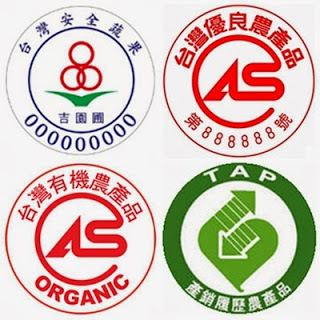 台灣安全蔬果
吉園圃
000000000
台灣優良農產品
CAS
第888888號
台灣有機農產品
CAS
ORGANIC
TAP
產銷履歷農產品